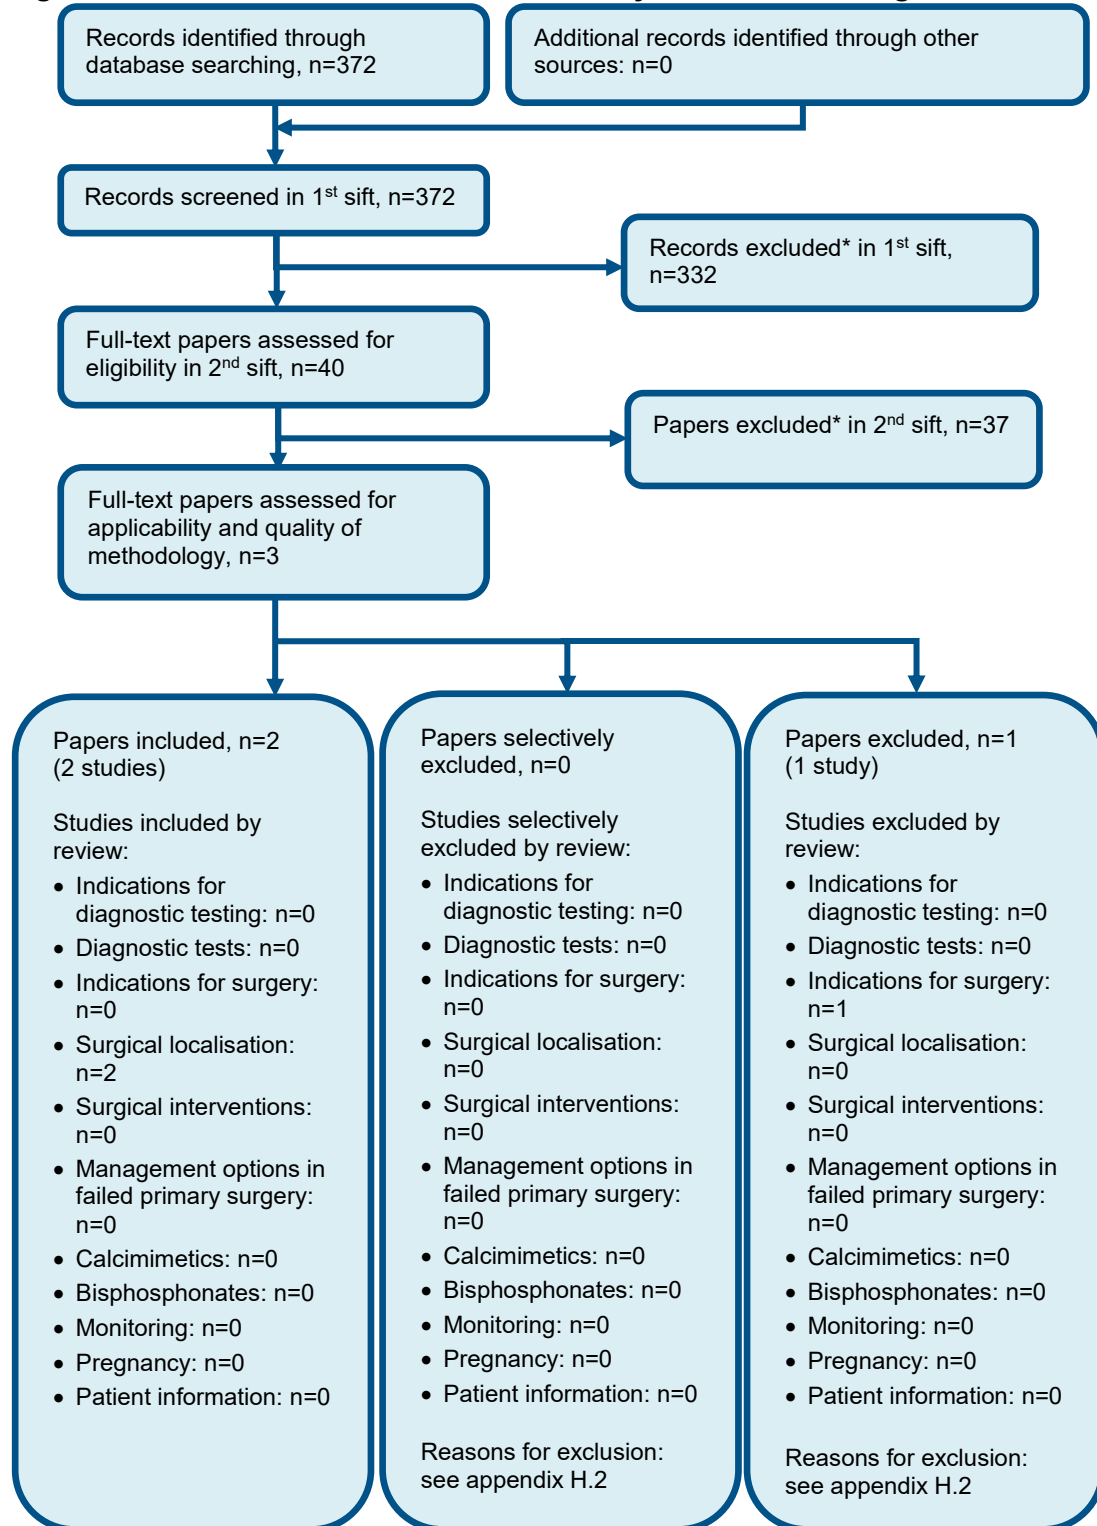 Records identified through
database searching, n=372
Additional records identified through other
sources: n=0
Records screened in 1st sift, n=372
Records excluded* in 1st sift,
n=332
Full-text papers assessed for
eligibility in 2nd sift, n=40
Papers excluded* in 2nd sift, n=37
Full-text papers assessed for
applicability and quality of
methodology, n=3
Papers included, n=2
(2 studies)
Studies included by
review:
• Indications for
diagnostic testing: n=0
• Diagnostic tests: n=0
• Indications for surgery:
n=0
• Surgical localisation:
n=2
• Surgical interventions:
n=0
• Management options in
failed primary surgery:
n=0
• Calcimimetics: n=0
• Bisphosphonates: n=0
• Monitoring: n=0
• Pregnancy: n=0
• Patient information: n=0
Papers selectively
excluded, n=0
Studies selectively
excluded by review:
• Indications for
diagnostic testing: n=0
• Diagnostic tests: n=0
• Indications for surgery:
n=0
• Surgical localisation:
n=0
• Surgical interventions:
n=0
• Management options in
failed primary surgery:
n=0
• Calcimimetics: n=0
• Bisphosphonates: n=0
• Monitoring: n=0
• Pregnancy: n=0
• Patient information: n=0
Reasons for exclusion:
see appendix H.2
Papers excluded, n=1
(1 study)
Studies excluded by
review:
• Indications for
diagnostic testing: n=0
• Diagnostic tests: n=0
• Indications for surgery:
n=1
• Surgical localisation:
n=0
• Surgical interventions:
n=0
• Management options in
failed primary surgery:
n=0
• Calcimimetics: n=0
• Bisphosphonates: n=0
• Monitoring: n=0
• Pregnancy: n=0
• Patient information: n=0
Reasons for exclusion:
see appendix H.2